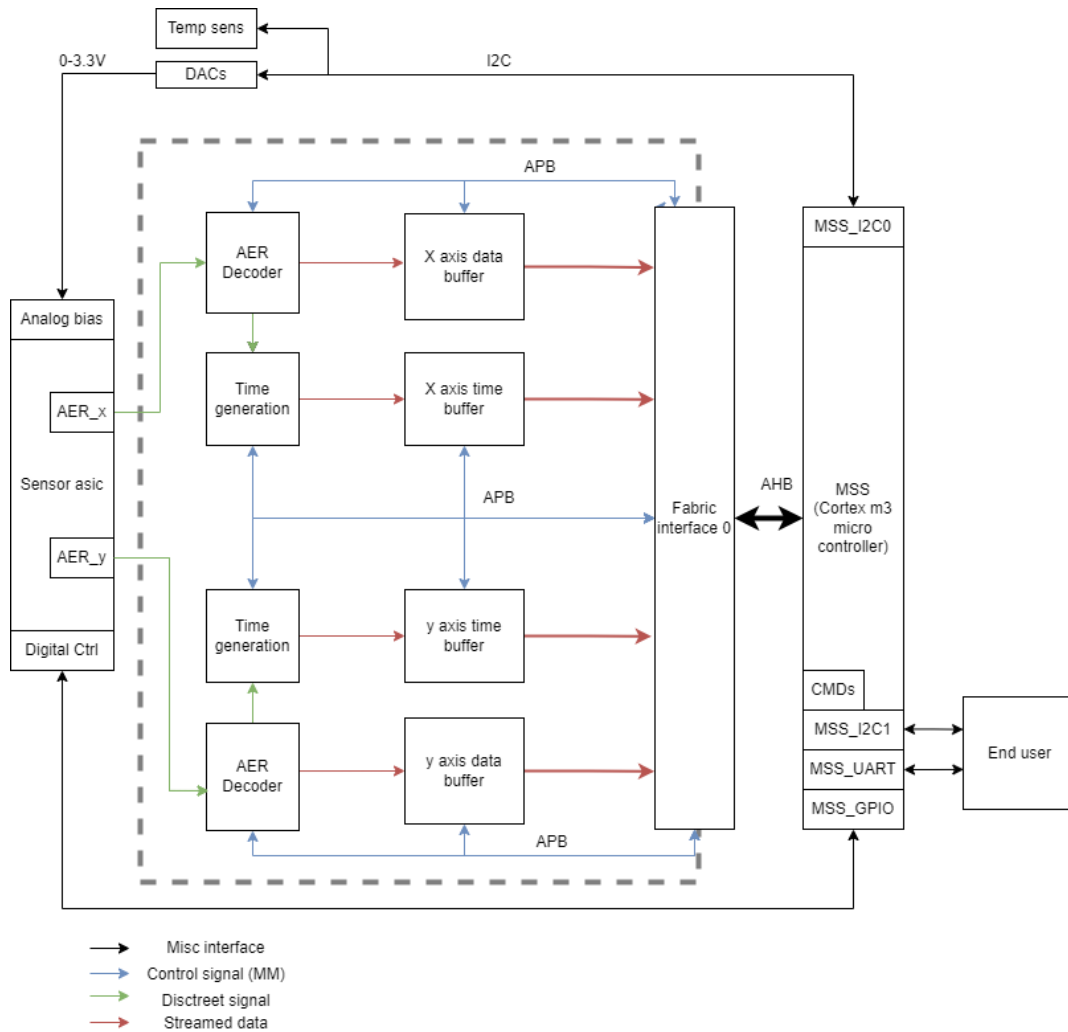 Temp sens
0-3.3V
DACs
I2C
APB
MSS_I2C0
AER
Decoder
X axis data
buffer
Analog bias
Time
generation
X axis time
buffer
AER_x
Sensor asic
APB
Fabric
interface 0
AHB
MSS
(Cortex m3
micro
controller)
AER_y
Time
generation
y axis time
buffer
Digital Ctrl
CMDs
MSS_I2C1
AER
Decoder
y axis data
buffer
End user
MSS_UART
MSS_GPIO
APB
Misc interface
Control signal (MM)
Disctreet signal
Streamed data